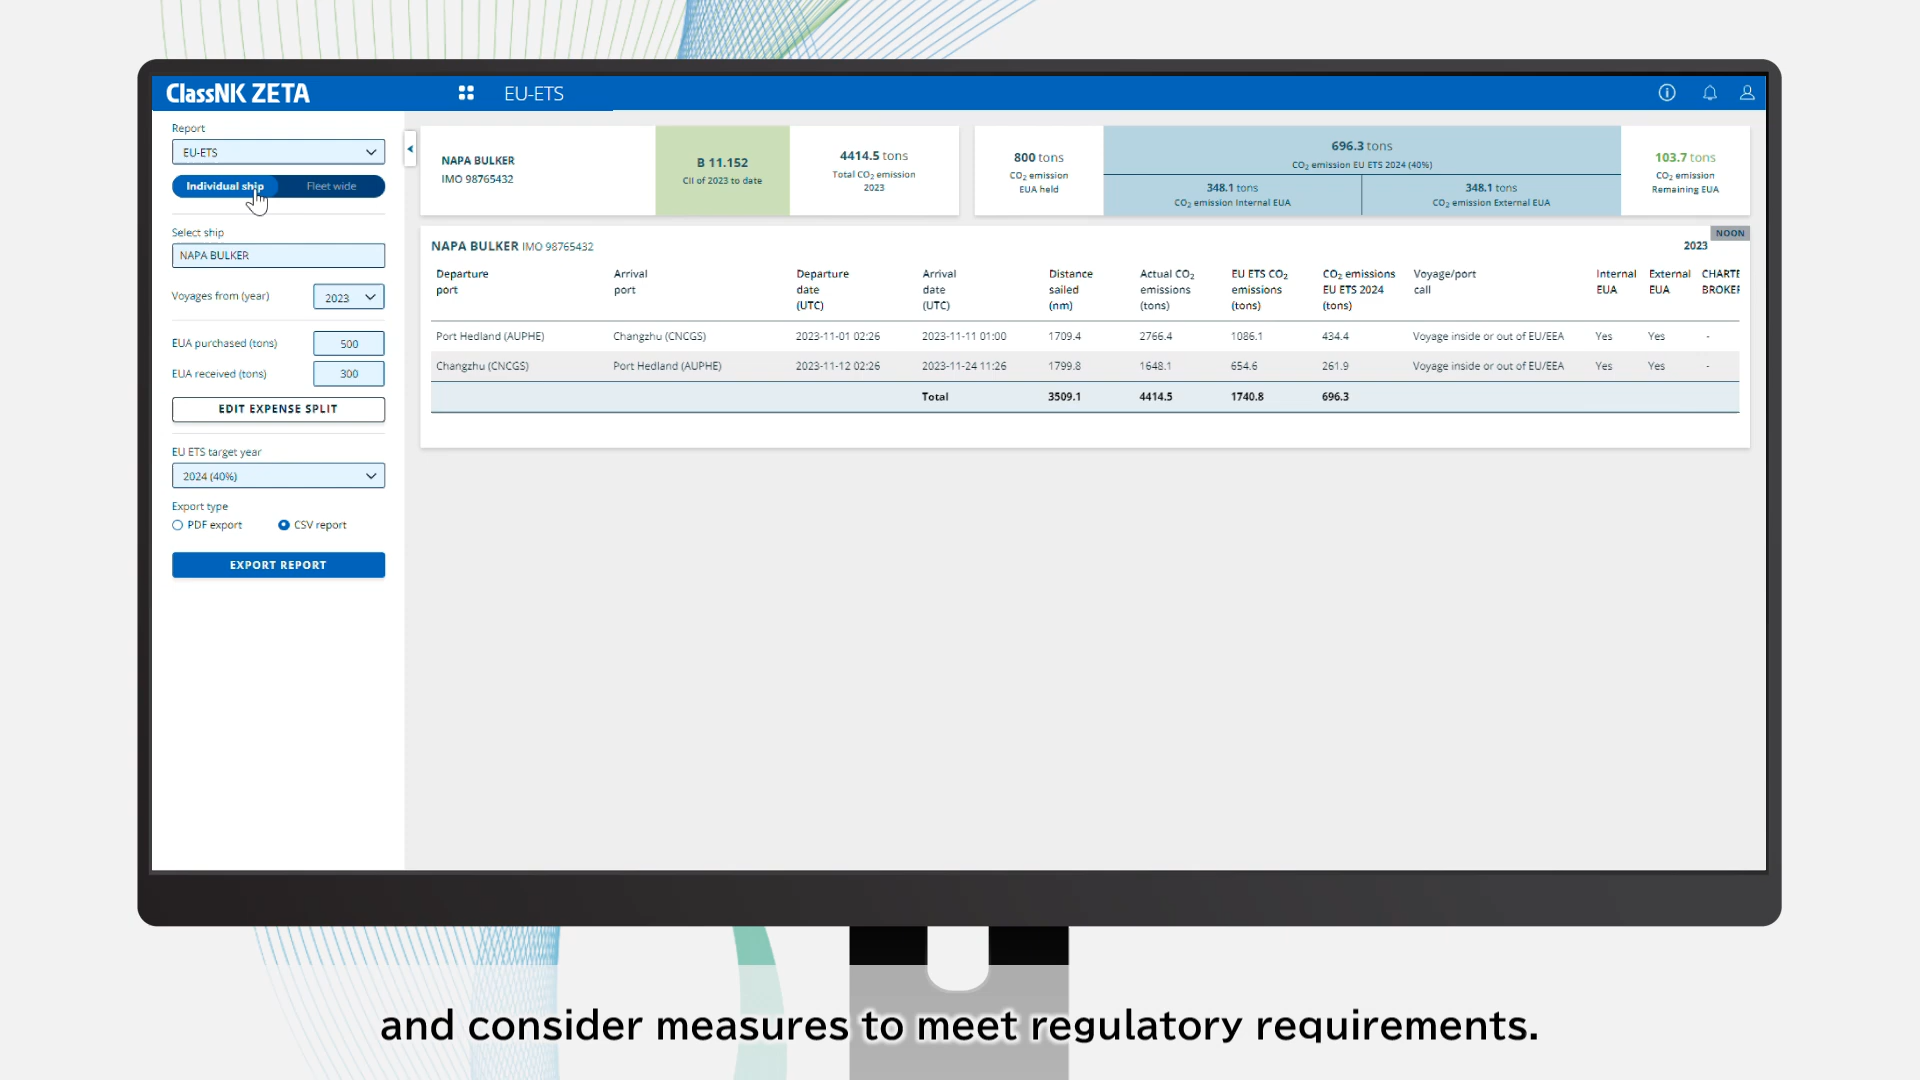 ClassNK ZETA
EU-ETS
Report
EU-ETS
Individual ship Fleet wide
Select ship
NAPA BULKER
Voyages from (year) 2023
EUA purchased (tons) 500
EUA received (tons) 300
EDIT EXPENSE SPLIT
EU ETS target year
2024 (40%)
Export type
PDF export CSV report
EXPORT REPORT
NAPA BULKER
IMO 98765432
B 11.152
CII of 2023 to date
4414.5 tons
Total CO₂ emission
2023
800 tons
CO₂ emission
EUA held
696.3 tons
CO₂ emission EU ETS 2024 (40%)
348.1 tons
CO₂ emission Internal EUA
348.1 tons
CO₂ emission External EUA
103.7 tons
CO₂ emission
Remaining EUA
NAPA BULKER IMO 98765432
NOON
2023
Departure port Arrival port Departure date (UTC) Arrival date (UTC) Distance sailed (nm) Actual CO₂ emissions (tons) EU ETS CO₂ emissions (tons) CO₂ emissions EU ETS 2024 (tons) Voyage/port call Internal EUA External EUA CHARTE BROKEF
Port Hedland (AUPHE) Changzhu (CNCGS) 2023-11-01 02:26 2023-11-11 01:00 1709.4 2766.4 1086.1 434.4 Voyage inside or out of EU/EEA Yes Yes -
Changzhu (CNCGS) Port Hedland (AUPHE) 2023-11-12 02:26 2023-11-24 11:26 1799.8 1648.1 654.6 261.9 Voyage inside or out of EU/EEA Yes Yes -
Total 3509.1 4414.5 1740.8 696.3
and consider measures to meet regulatory requirements.